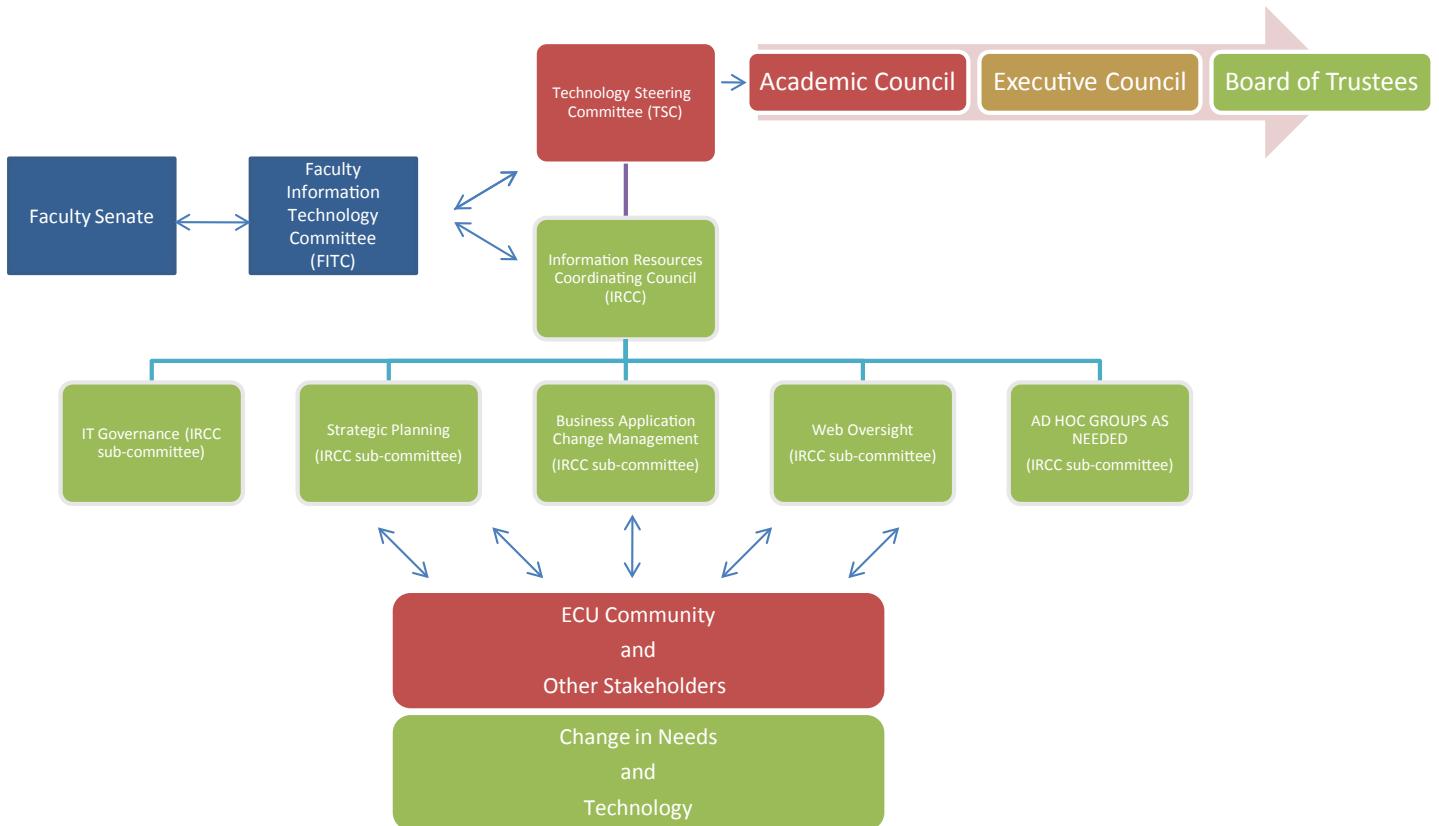 Technology Steering
Committee (TSC)
Academic Council
Executive Council
Board of Trustees
Faculty Senate
Faculty
Information
Technology
Committee
(FITC)
Information Resources
Coordinating Council
(IRCC)
IT Governance (IRCC
sub-committee)
Strategic Planning
(IRCC sub-committee)
Business Application
Change Management
(IRCC sub-committee)
Web Oversight
(IRCC sub-committee)
AD HOC GROUPS AS
NEEDED
(IRCC sub-committee)
ECU Community
and
Other Stakeholders
Change in Needs
and
Technology